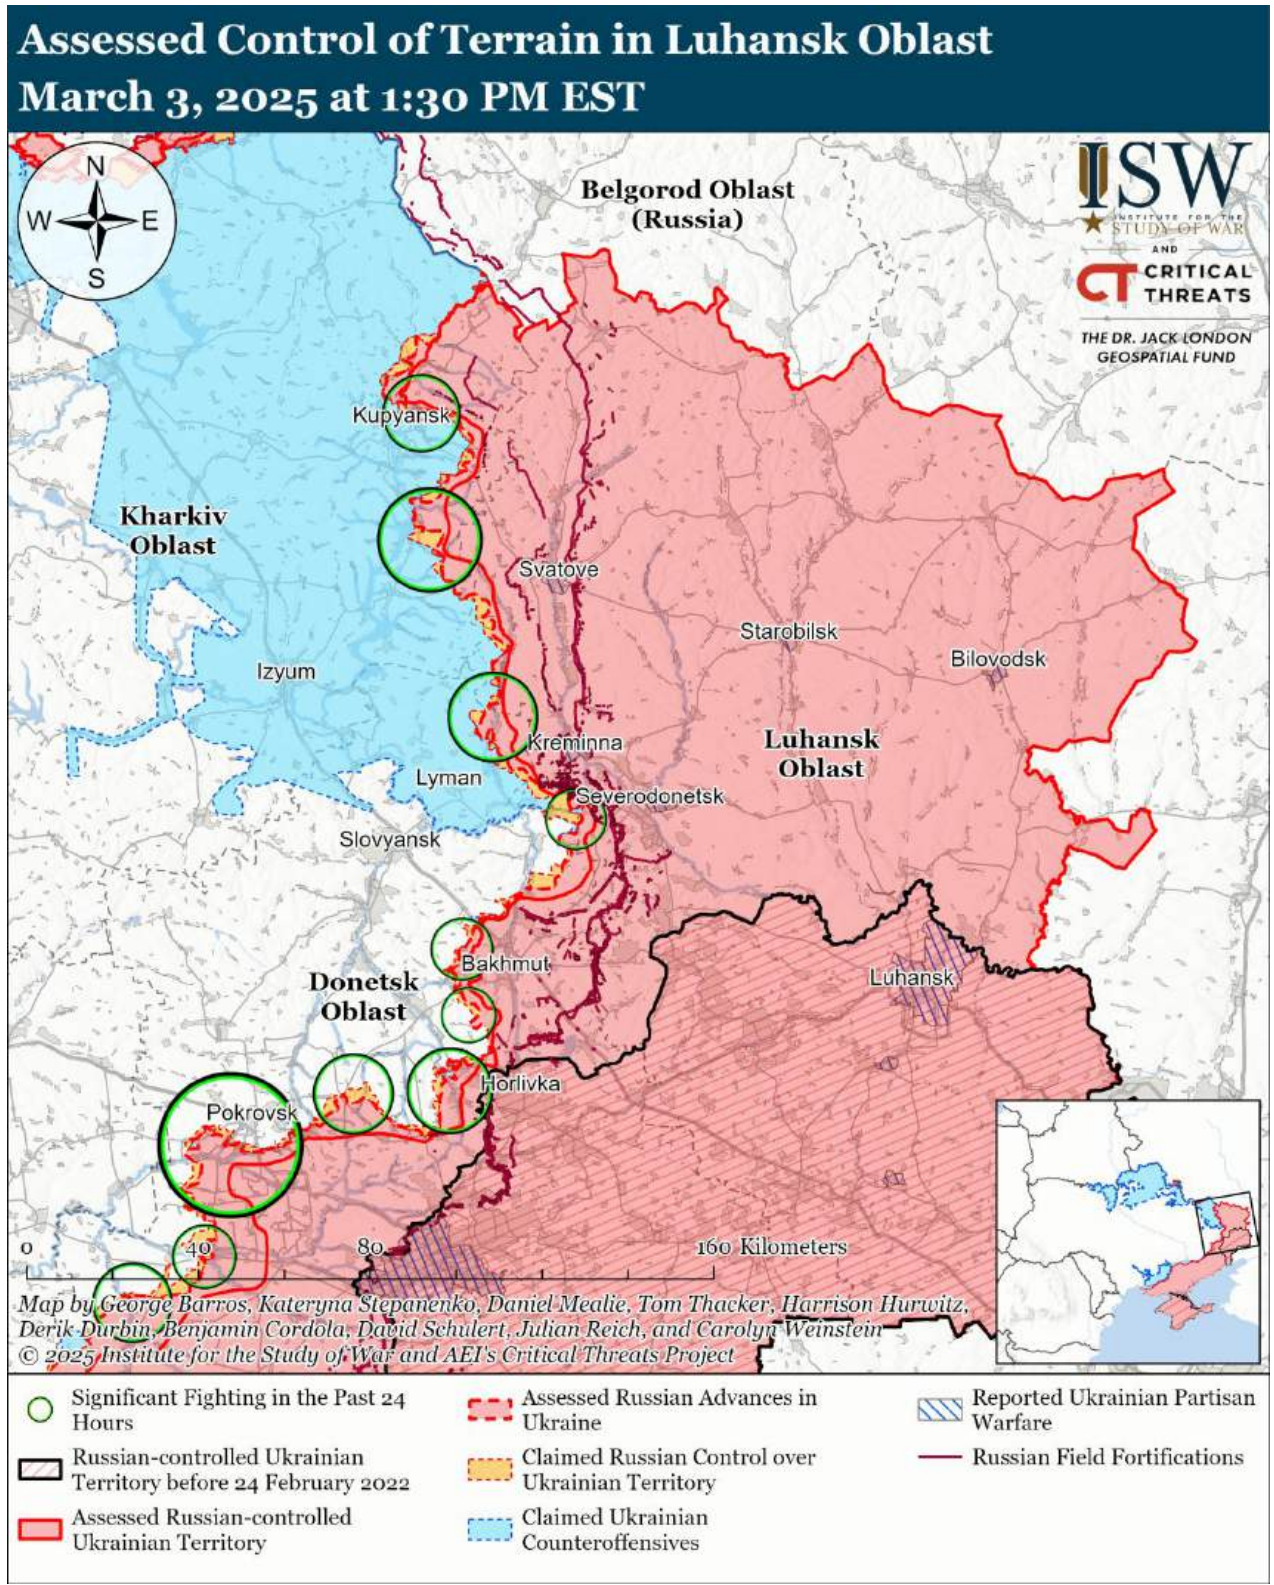 Assessed Control of Terrain in Luhansk Oblast
March 3, 2025 at 1:30 PM EST
N
W
E
S
Belgorod Oblast
(Russia)
ISW
INSTITUTE FOR THE
STUDY OF WAR
AND
CT CRITICAL
THREATS
THE DR. JACK LONDON
GEOSPATIAL FUND
Kupyansk
Kharkiv
Oblast
Svatove
Starobilsk
Bilovodsk
Izyum
Luhansk
Oblast
Kreminna
Lyman
Severodonetsk
Slovyansk
Bakhmut
Luhansk
Donetsk
Oblast
Horlivka
Pokrovsk
0
40
80
160 Kilometers
Map by George Barros, Kateryna Stepanenko, Daniel Mealie, Tom Thacker, Harrison Hurwitz,
Derik Durbin, Benjamin Cordola, David Schulert, Julian Reich, and Carolyn Weinstein
© 2025 Institute for the Study of War and AEI's Critical Threats Project
Significant Fighting in the Past 24
Hours
Russian-controlled Ukrainian
Territory before 24 February 2022
Assessed Russian-controlled
Ukrainian Territory
Assessed Russian Advances in
Ukraine
Claimed Russian Control over
Ukrainian Territory
Claimed Ukrainian
Counteroffensives
Reported Ukrainian Partisan
Warfare
Russian Field Fortifications